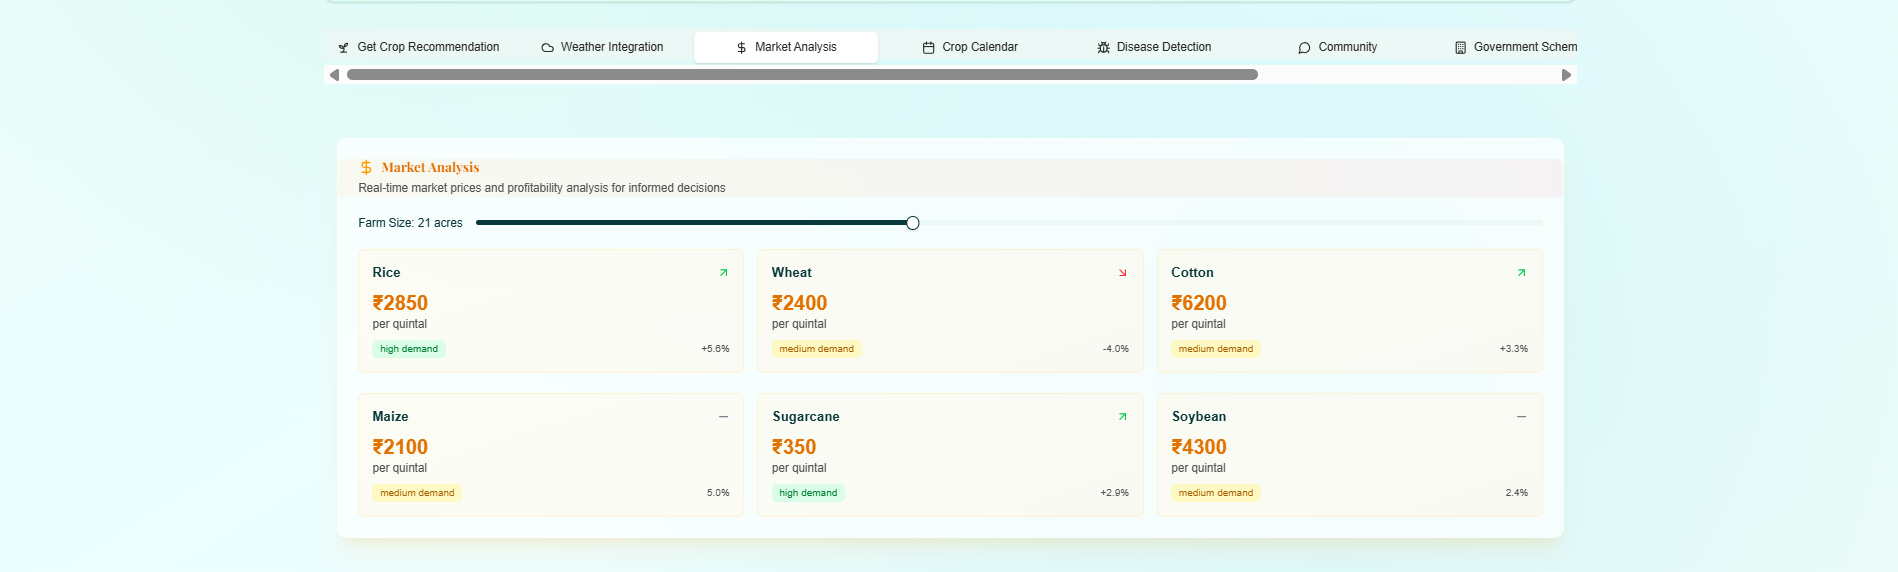 Get Crop Recommendation
Weather Integration
Market Analysis
Crop Calendar
Disease Detection
Community
Government Schem
Market Analysis
Real-time market prices and profitability analysis for informed decisions
Farm Size: 21 acres
Rice
₹2850
per quintal
high demand
+5.6%
Wheat
₹2400
per quintal
medium demand
-4.0%
Cotton
₹6200
per quintal
medium demand
+3.3%
Maize
₹2100
per quintal
medium demand
5.0%
Sugarcane
₹350
per quintal
high demand
+2.9%
Soybean
₹4300
per quintal
medium demand
2.4%